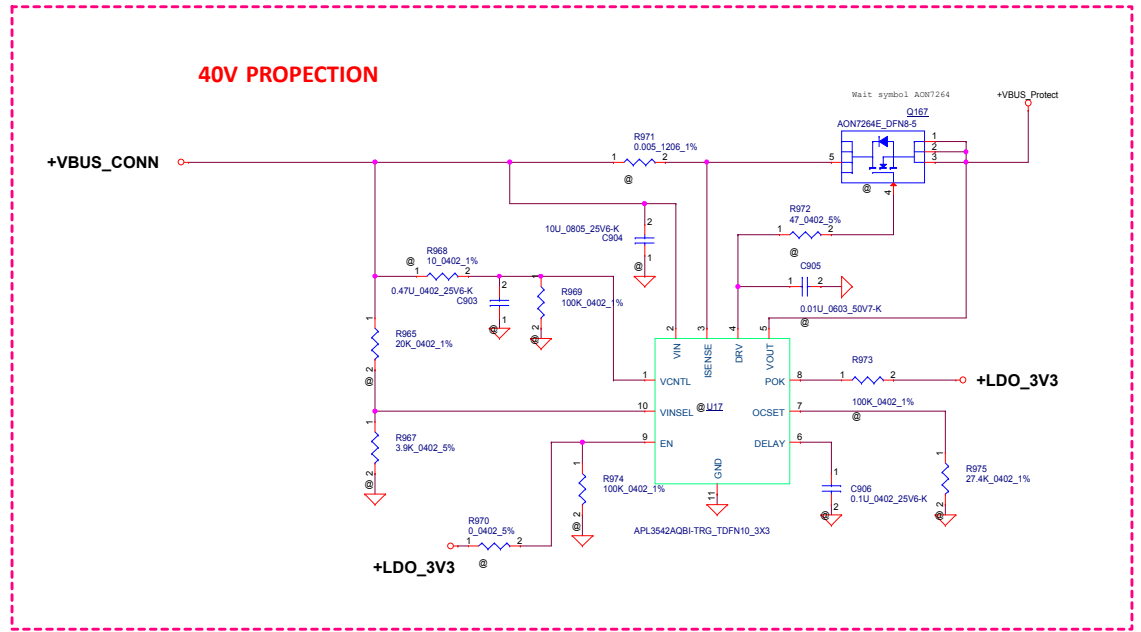 40V PROPECTION
Wait symbol AON7264
+VBUS_Protect
Q167
AON7264E_DFN8-5
1
2
3
5
4
@
+VBUS_CONN
R971
0.005_1206_1%
1 2
@
R972
47_0402_5%
1 2
@
10U_0805_25V6-K
C904
2
1
@
C905
1 2
0.01U_0603_50V7-K
@
@
R968
10_0402_1%
1 2
0.47U_0402_25V6-K
C903
2
1
@
R969
100K_0402_1%
1
2
@
R965
20K_0402_1%
1
2
@
R967
3.9K_0402_5%
1
2
@
2
3
4
5
VIN
ISENSE
DRV
VOUT
1
VCNTL
10
VINSEL
9
EN
@ U17
POK
8
OCSET
7
DELAY
6
GND
11
APL3542AQBI-TRG_TDFN10_3X3
R973
1 2
100K_0402_1%
@
+LDO_3V3
R975
27.4K_0402_1%
1
2
@
C906
0.1U_0402_25V6-K
1
2
@
R974
100K_0402_1%
1
2
@
R970
0_0402_5%
1 2
@
+LDO_3V3